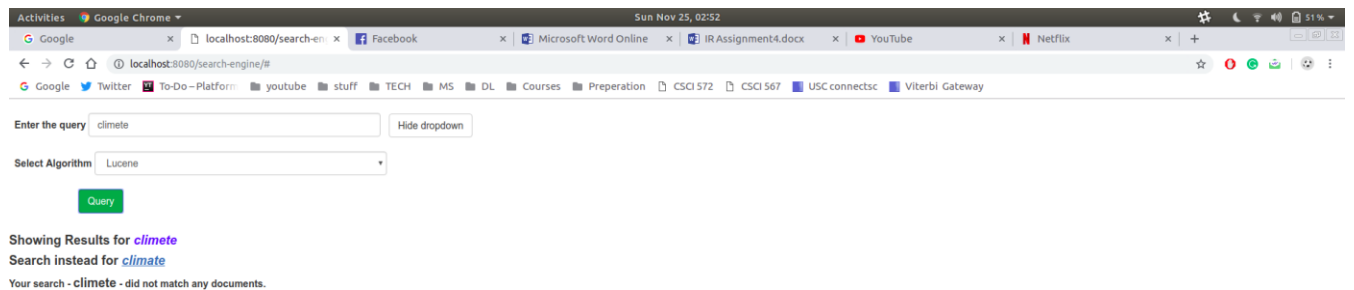 Activities Google Chrome Sun Nov 25, 02:52 51 %
Google localhost:8080/search-en Facebook Microsoft Word Online IR Assignment4.docx YouTube Netflix
localhost:8080/search-engine/#
Google Twitter To-Do – Platform youtube stuff TECH MS DL Courses Preperation CSCI 572 CSCI 567 USC connectsc Viterbi Gateway
Enter the query climete Hide dropdown
Select Algorithm Lucene
Query
Showing Results for climete
Search instead for climate
Your search - climete - did not match any documents.